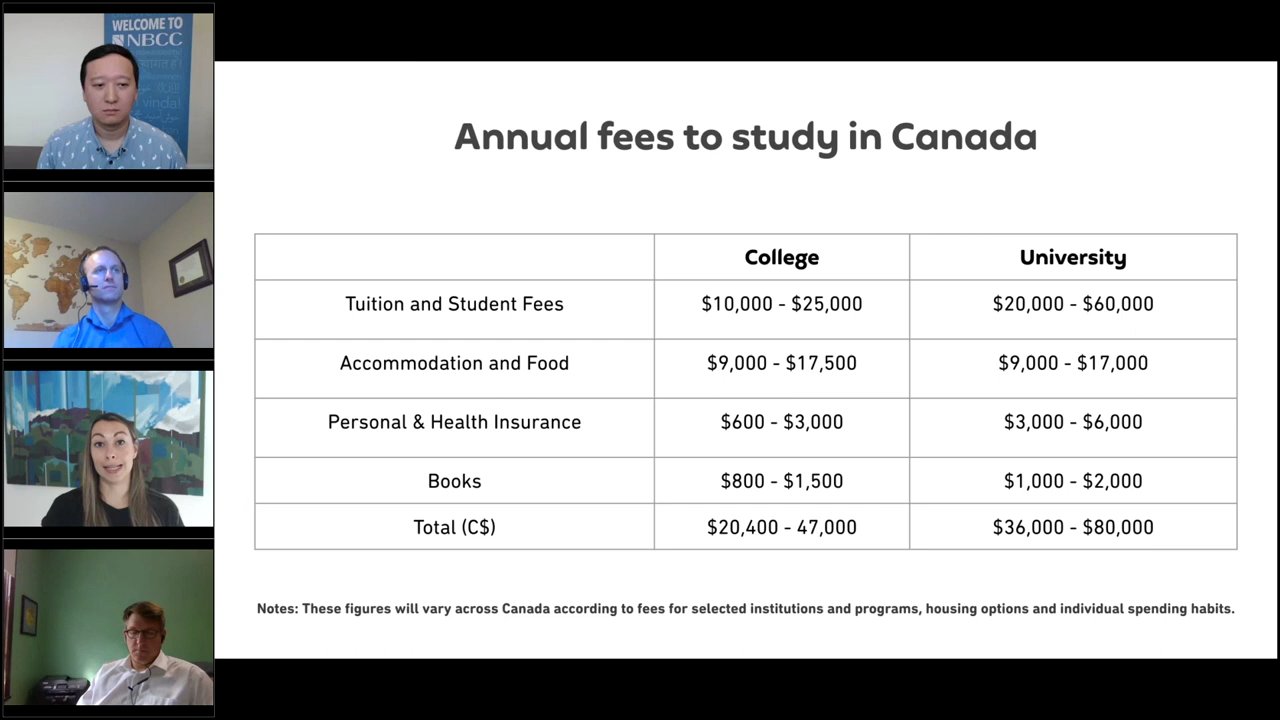 WELCOME TO
NBCC
vinda!
Annual fees to study in Canada
College University
Tuition and Student Fees $10,000 - $25,000 $20,000 - $60,000
Accommodation and Food $9,000 - $17,500 $9,000 - $17,000
Personal & Health Insurance $600 - $3,000 $3,000 - $6,000
Books $800 - $1,500 $1,000 - $2,000
Total (C$) $20,400 - 47,000 $36,000 - $80,000
Notes: These figures will vary across Canada according to fees for selected institutions and programs, housing options and individual spending habits.